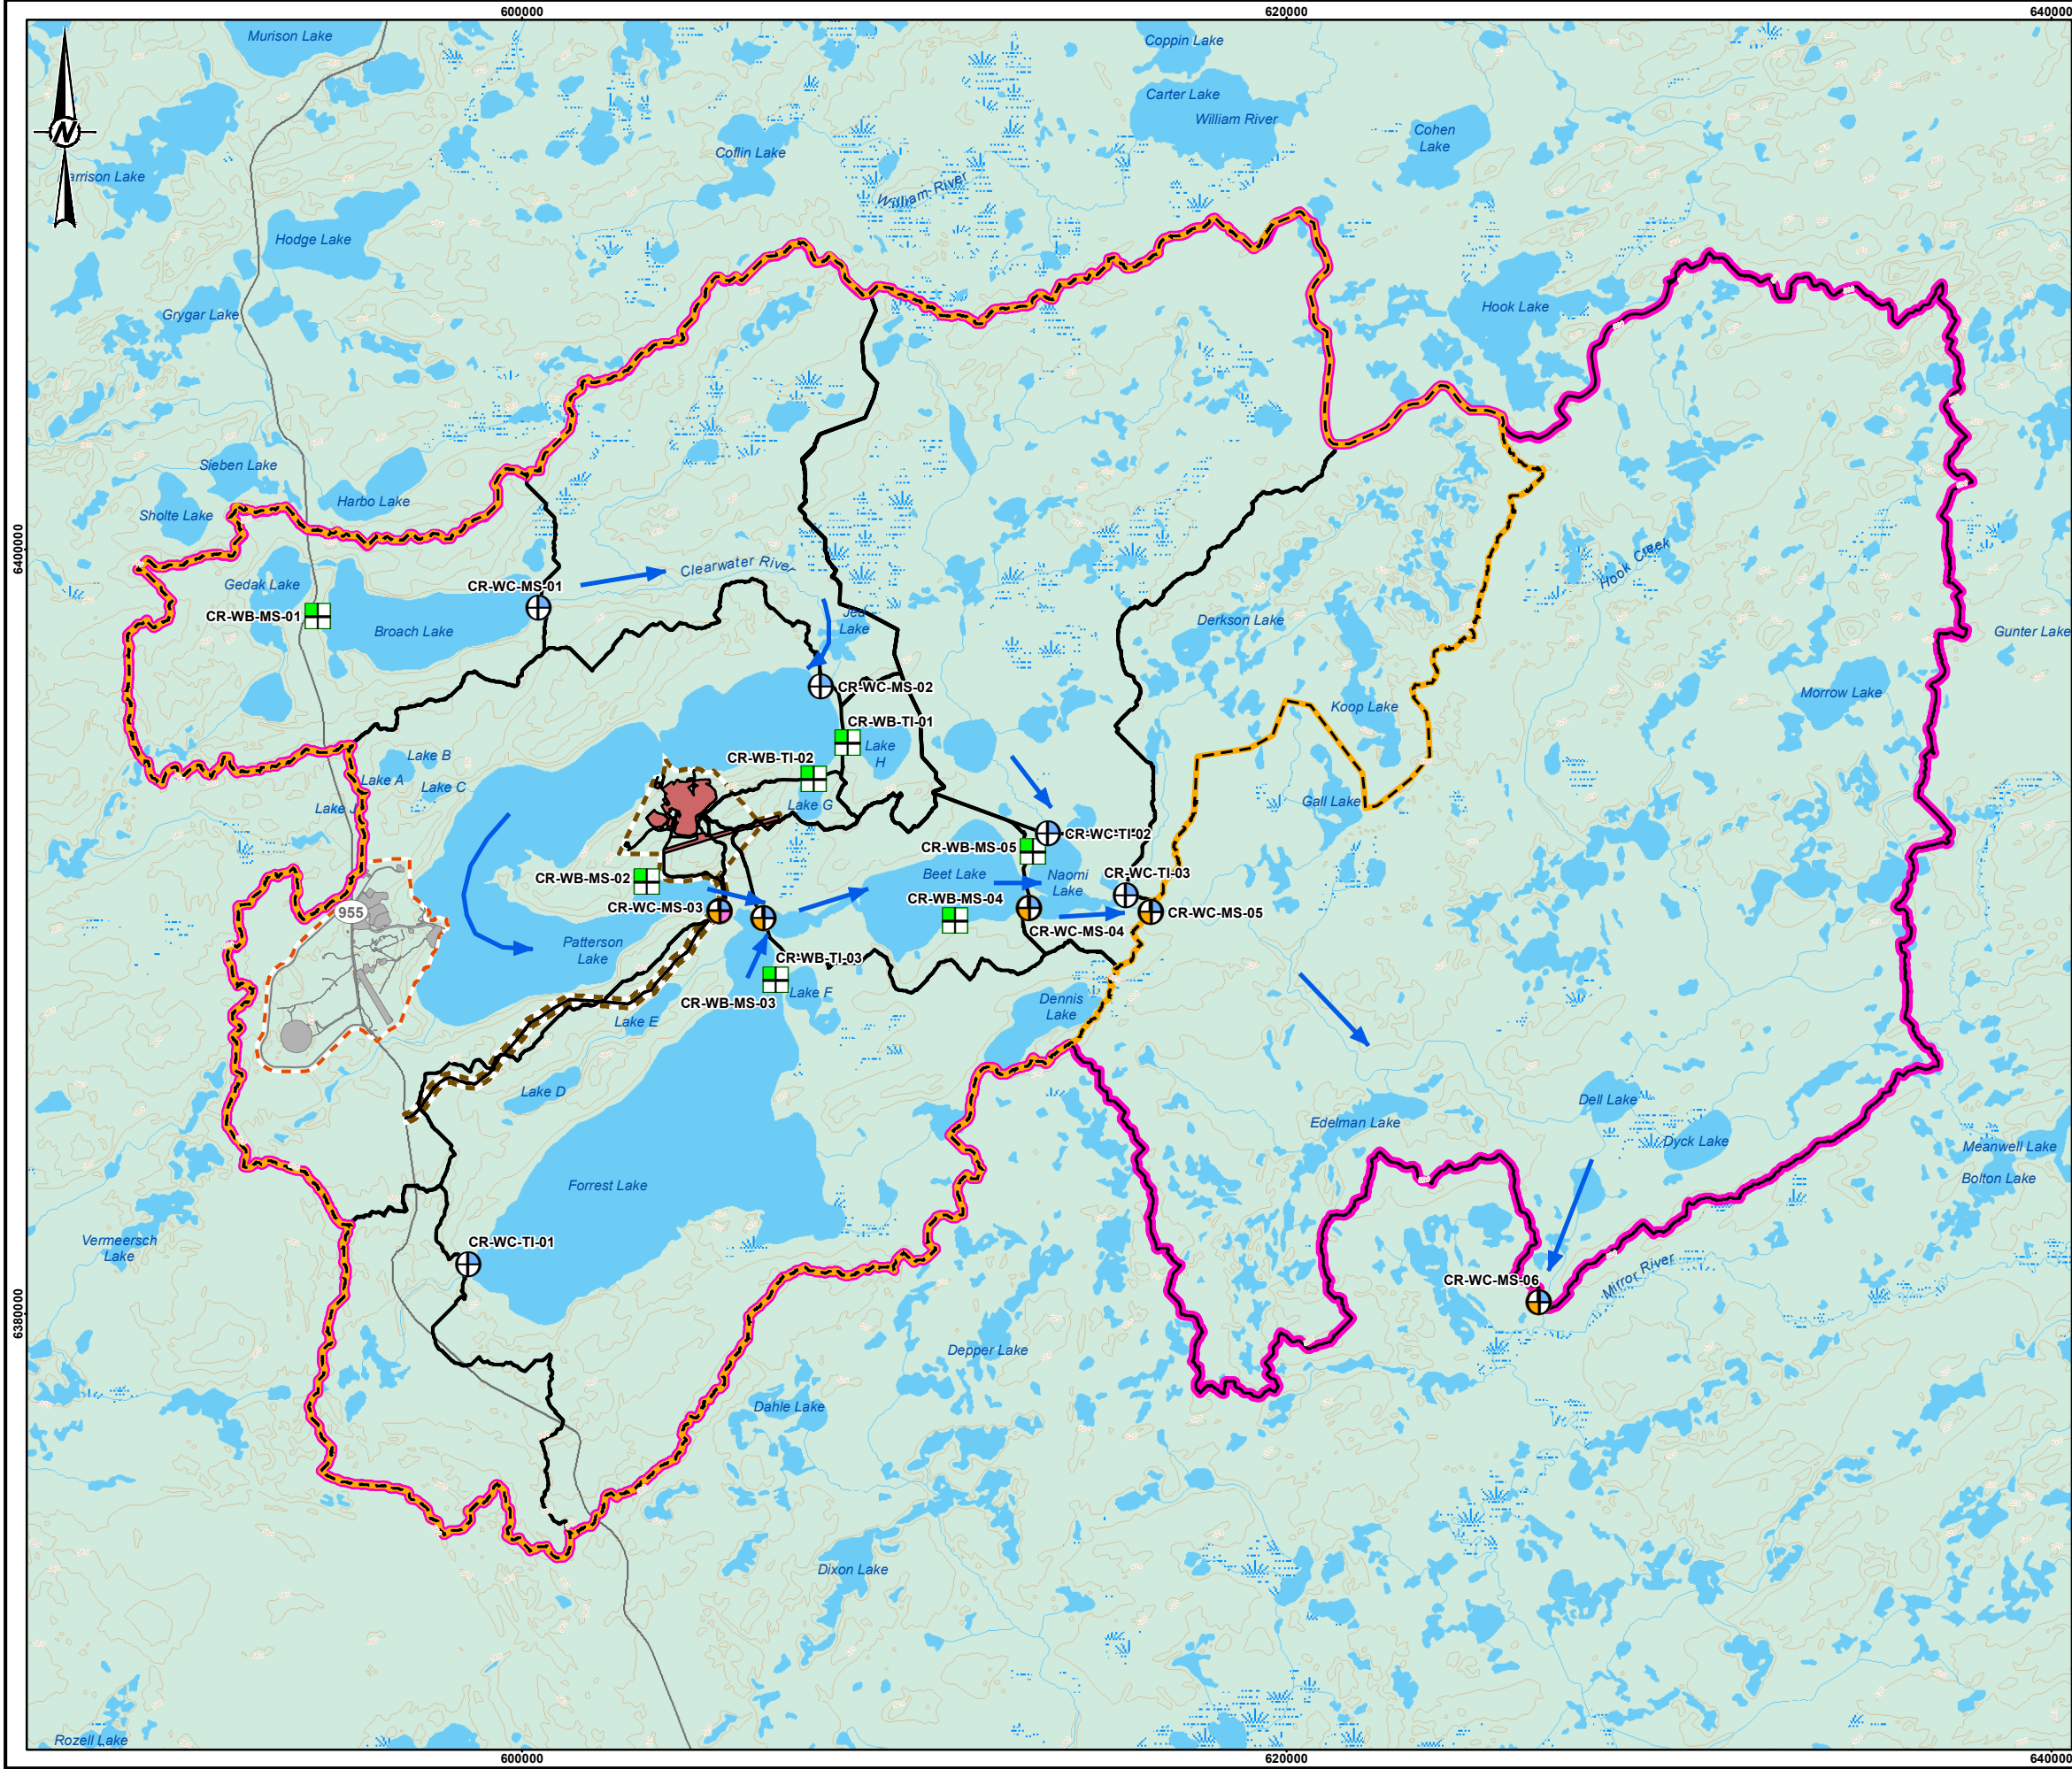 600000
620000
640000
Murison Lake
Coppin Lake
Carter Lake
William River
Cohen
Lake
Coflin Lake
N
arrison Lake
William River
Hodge Lake
Grygar Lake
Hook Lake
Sieben Lake
Harbo Lake
Sholte Lake
6400000
Gedak Lake
CR-WC-MS-01
Clearwater River
Hook Creek
CR-WB-MS-01
Broach Lake
Jed
Lake
Derkson Lake
Gunter Lake
CR-WC-MS-02
Morrow Lake
Koop Lake
CR-WB-TI-01
Lake
H
Lake B
CR-WB-TI-02
Lake A
Lake C
Lake J
Lake G
Gall Lake
CR-WC-TI-02
CR-WB-MS-05
CR-WB-MS-02
Beet Lake
Naomi
Lake
CR-WC-TI-03
CR-WB-MS-04
955
CR-WC-MS-03
CR-WC-MS-05
CR-WC-MS-04
Patterson
Lake
CR-WB-TI-03
CR-WB-MS-03
Lake F
Dennis
Lake
Lake E
Lake D
Dell Lake
Edelman Lake
Dyck Lake
Meanwell Lake
Bolton Lake
Forrest Lake
Vermeersch
Lake
CR-WC-TI-01
CR-WC-MS-06
Mirror River
6380000
Depper Lake
Dahle Lake
Dixon Lake
Rozell Lake
600000
620000
640000